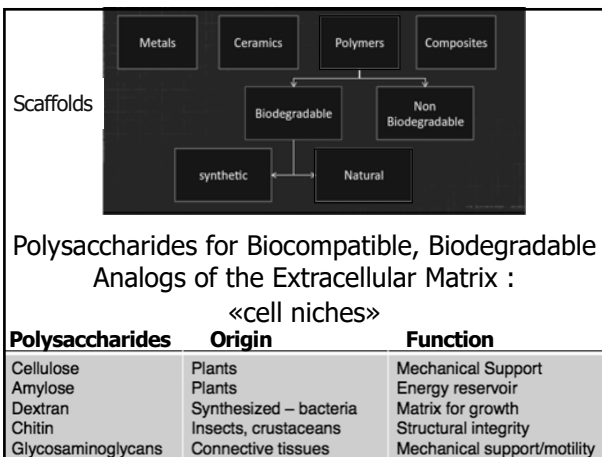 Metals Ceramics Polymers Composites
Scaffolds
Biodegradable Non Biodegradable
synthetic Natural
Polysaccharides for Biocompatible, Biodegradable
Analogs of the Extracellular Matrix :
«cell niches»
Polysaccharides Origin Function
Cellulose Plants Mechanical Support
Amylose Plants Energy reservoir
Dextran Synthesized – bacteria Matrix for growth
Chitin Insects, crustaceans Structural integrity
Glycosaminoglycans Connective tissues Mechanical support/motility